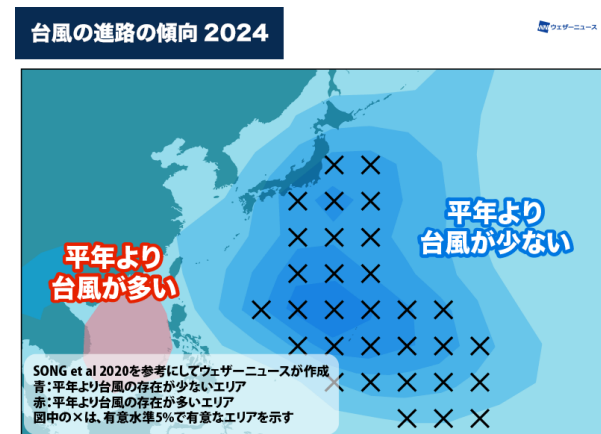 台風の進路の傾向 2024
ウェザーニュース
平年より
台風が少ない
平年より
台風が多い
SONG et al 2020を参考にしてウェザーニュースが作成
青：平年より台風の存在が少ないエリア
赤：平年より台風の存在が多いエリア
図中の×は、有意水準5%で有意なエリアを示す